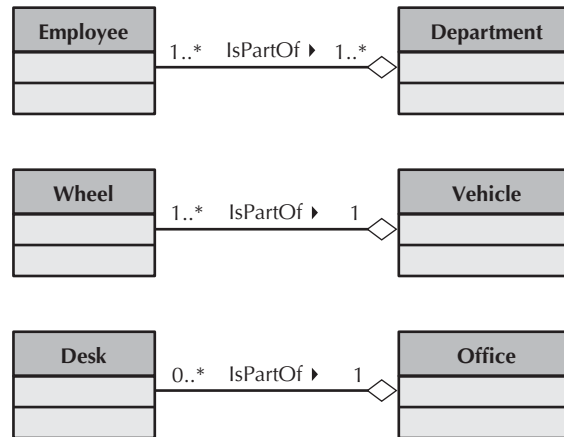 Employee 1..* IsPartOf 1..* Department
Wheel 1..* IsPartOf 1 Vehicle
Desk 0..* IsPartOf 1 Office